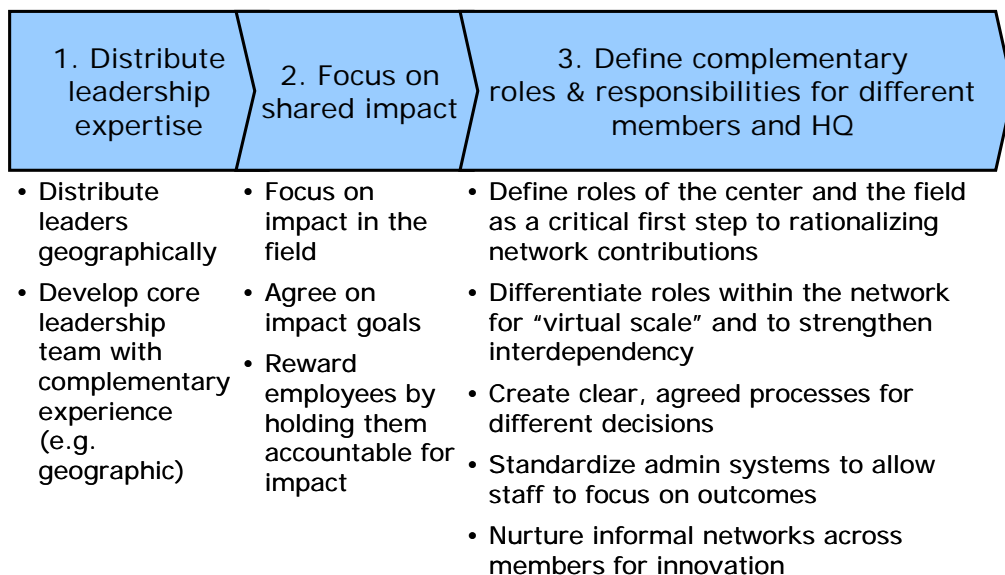 1. Distribute
leadership
expertise
2. Focus on
shared impact
3. Define complementary
roles & responsibilities for different
members and HQ
• Distribute
leaders
geographically
• Develop core
leadership
team with
complementary
experience
(e.g.
geographic)
• Focus on
impact in the
field
• Agree on
impact goals
• Reward
employees by
holding them
accountable for
impact
• Define roles of the center and the field
as a critical first step to rationalizing
network contributions
• Differentiate roles within the network
for “virtual scale” and to strengthen
interdependency
• Create clear, agreed processes for
different decisions
• Standardize admin systems to allow
staff to focus on outcomes
• Nurture informal networks across
members for innovation